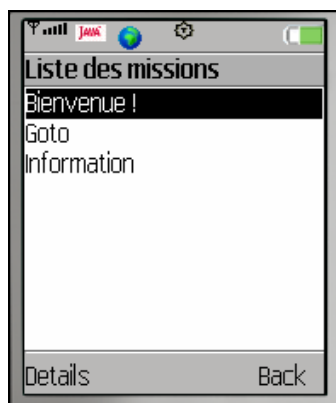 JAVA
Liste des missions
Bienvenue !
Goto
Information
Details Back